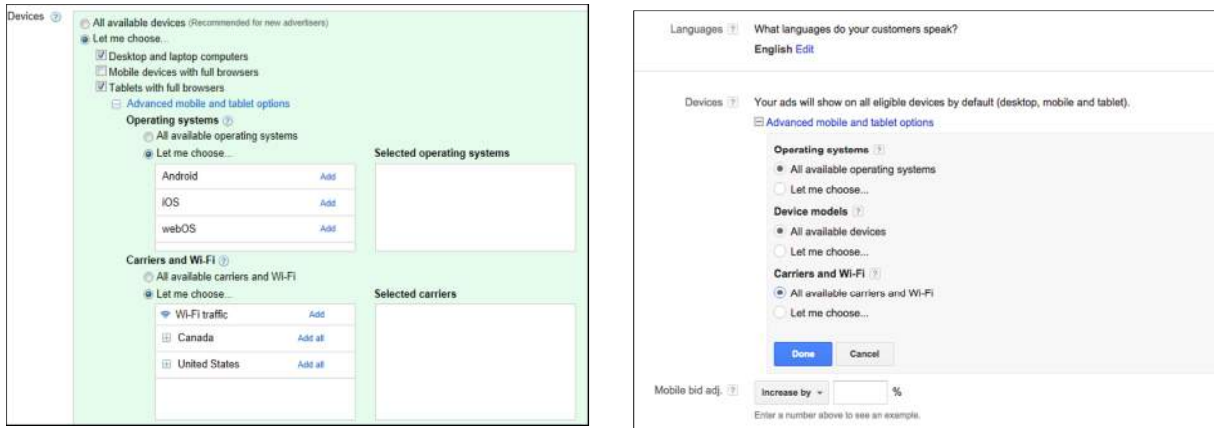 Devices ?
All available devices (Recommended for new advertisers)
Let me choose...
Desktop and laptop computers
Mobile devices with full browsers
Tablets with full browsers
Advanced mobile and tablet options
Operating systems ?
All available operating systems
Let me choose...
Selected operating systems
Android Add
iOS Add
webOS Add
Carriers and Wi-Fi ?
All available carriers and Wi-Fi
Let me choose...
Selected carriers
Wi-Fi traffic Add
Canada Add all
United States Add all
Languages ? What languages do your customers speak?
English Edit
Devices ? Your ads will show on all eligible devices by default (desktop, mobile and tablet).
Advanced mobile and tablet options
Operating systems ?
All available operating systems
Let me choose...
Device models ?
All available devices
Let me choose...
Carriers and Wi-Fi ?
All available carriers and Wi-Fi
Let me choose...
Done Cancel
Mobile bid adj. ? Increase by %
Enter a number above to see an example.